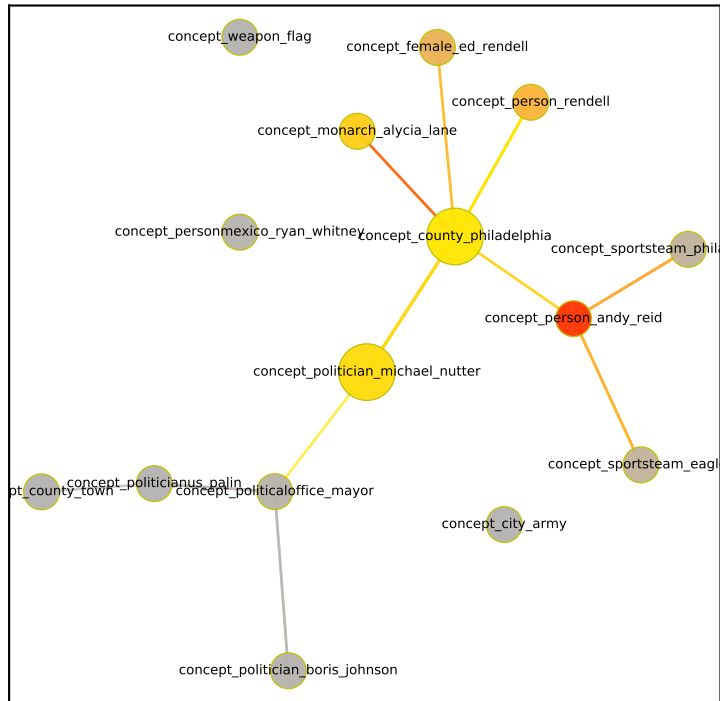 concept_weapon_flag
concept_female_ed_rendell
concept_person_rendell
concept_monarch_alycia_lane
concept_personmexico_ryan_whitney
concept_county_philadelphia
concept_sportsteam_phila
concept_person_andy_reid
concept_politician_michael_nutter
concept_sportsteam_eagl
concept_politicianus_palin
pt_county_town
concept_politicaloffice_mayor
concept_city_army
concept_politician_boris_johnson